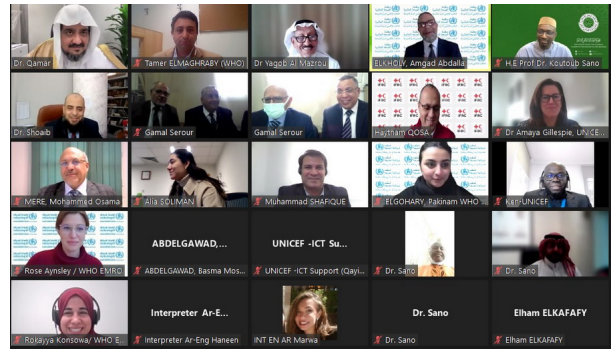 Dr. Qamar
Tamer ELMAGHRABY (WHO)
Dr Yagob Al Mazrou
ELKHOLY, Amgad Abdalla
H.E Prof Dr. Koutoub Sano
Dr. Shoaib
Gamal Serour
Gamal Serour
Haytham QOSA
Dr Amaya Gillespie, UNICE...
MERE, Mohammed Osama
Alia SOLIMAN
Muhammad SHAFIQUE
ELGOHARY, Pakinam WHO
Ken-UNICEF
Rose Aynsley / WHO EMRO
ABDELGAWAD,...
ABDELGAWAD, Basma Mos...
UNICEF -ICT Su...
UNICEF -ICT Support (Qayi...
Dr. Sano
Dr. Sano
Rokayya Konsowa/ WHO E...
Interpreter Ar-E...
Interpreter Ar-Eng Haneen
INT EN AR Marwa
Dr. Sano
Dr. Sano
Elham ELKAFAFY
Elham ELKAFAFY